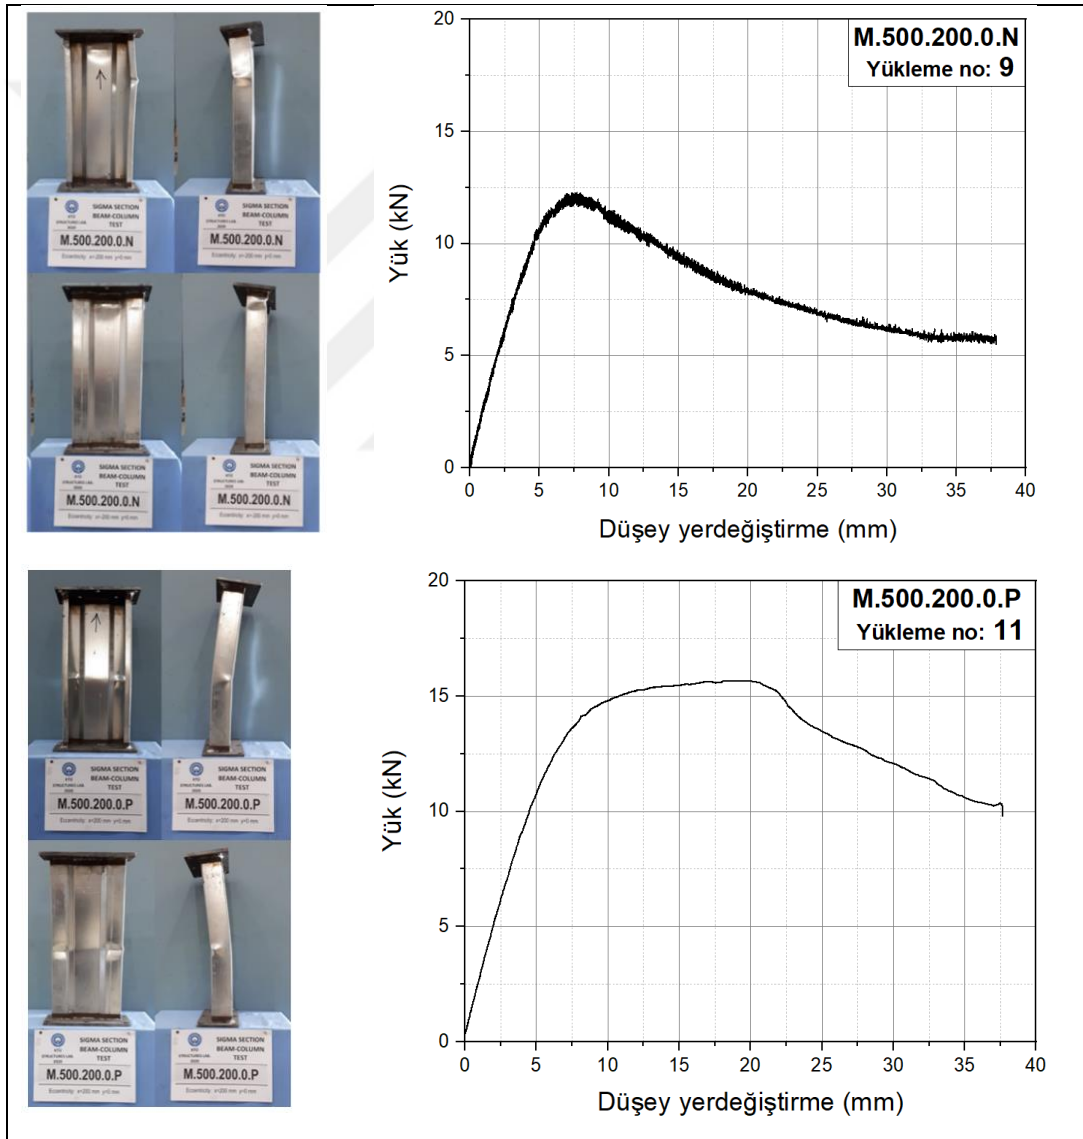 SIGMA SECTION
BEAM-COLUMN
TEST
M.500.200.0.N
SIGMA SECTION
BEAM-COLUMN
TEST
M.500.200.0.N
SIGMA SECTION
BEAM-COLUMN
TEST
M.500.200.0.N
SIGMA SECTION
BEAM-COLUMN
TEST
M.500.200.0.N
M.500.200.0.N
Yükleme no: 9
Yük (kN)
20
15
10
5
0
0 5 10 15 20 25 30 35 40
Düşey yerdeğiştirme (mm)
SIGMA SECTION
BEAM-COLUMN
TEST
M.500.200.0.P
SIGMA SECTION
BEAM-COLUMN
TEST
M.500.200.0.P
SIGMA SECTION
BEAM-COLUMN
TEST
M.500.200.0.P
SIGMA SECTION
BEAM-COLUMN
TEST
M.500.200.0.P
M.500.200.0.P
Yükleme no: 11
Yük (kN)
20
15
10
5
0
0 5 10 15 20 25 30 35 40
Düşey yerdeğiştirme (mm)